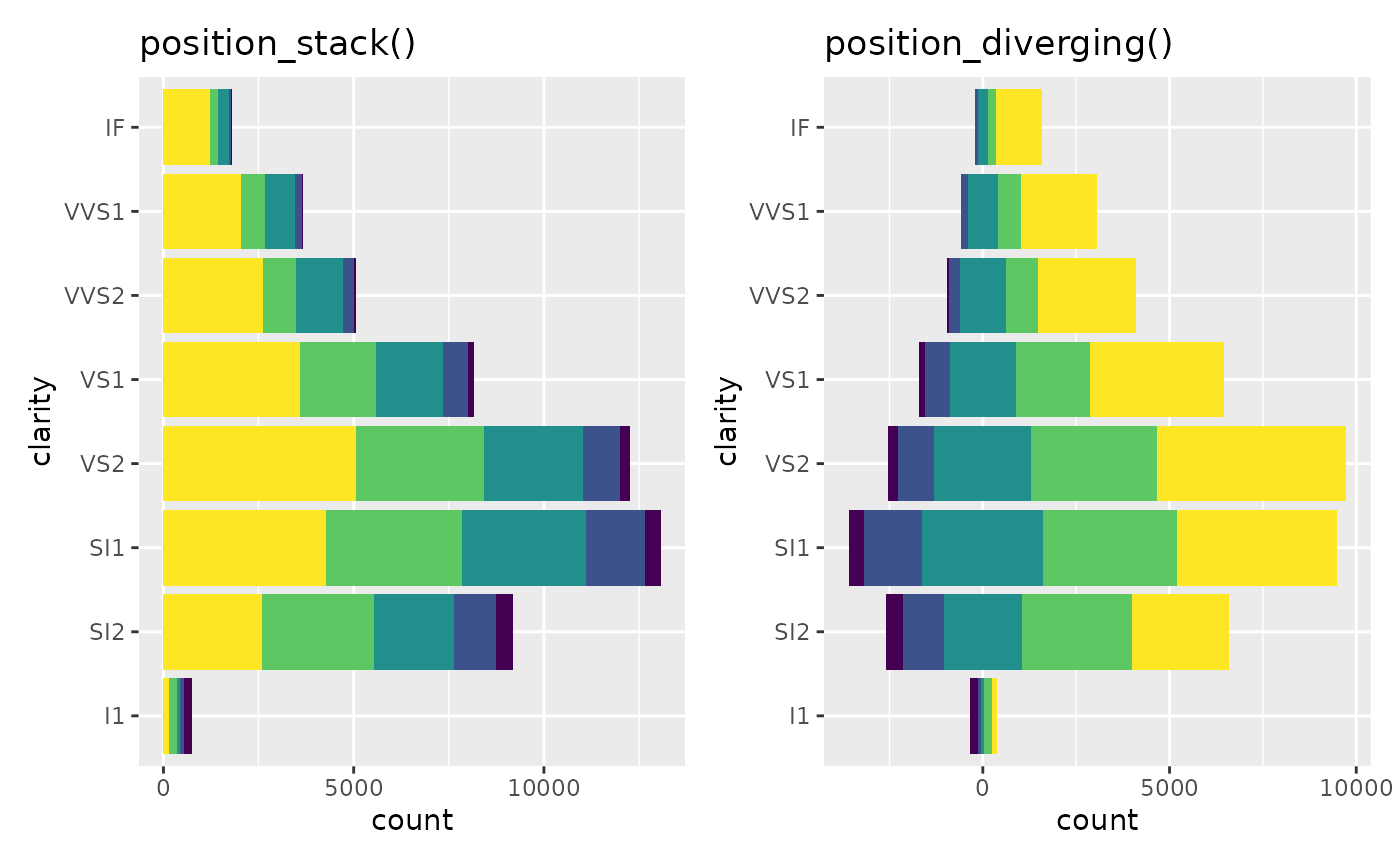 position_stack()
clarity
IF
VVS1
VVS2
VS1
VS2
SI1
SI2
I1
0 5000 10000
count
position_diverging()
clarity
IF
VVS1
VVS2
VS1
VS2
SI1
SI2
I1
0 5000 10000
count